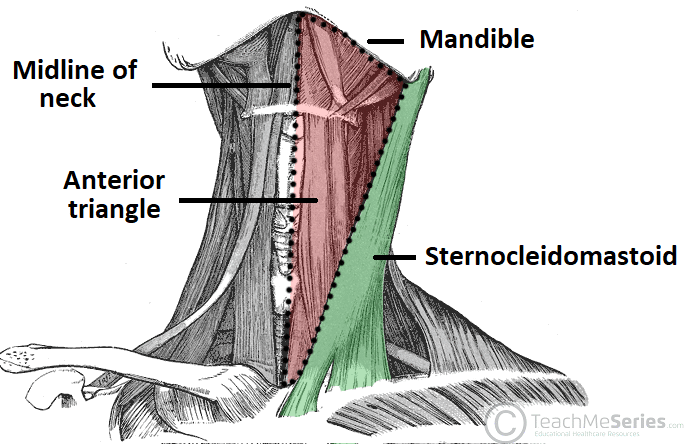 Mandible
Midline of
neck
Anterior
triangle
Sternocleidomastoid
© TeachMeSeries.com
Educational Healthcare Resources